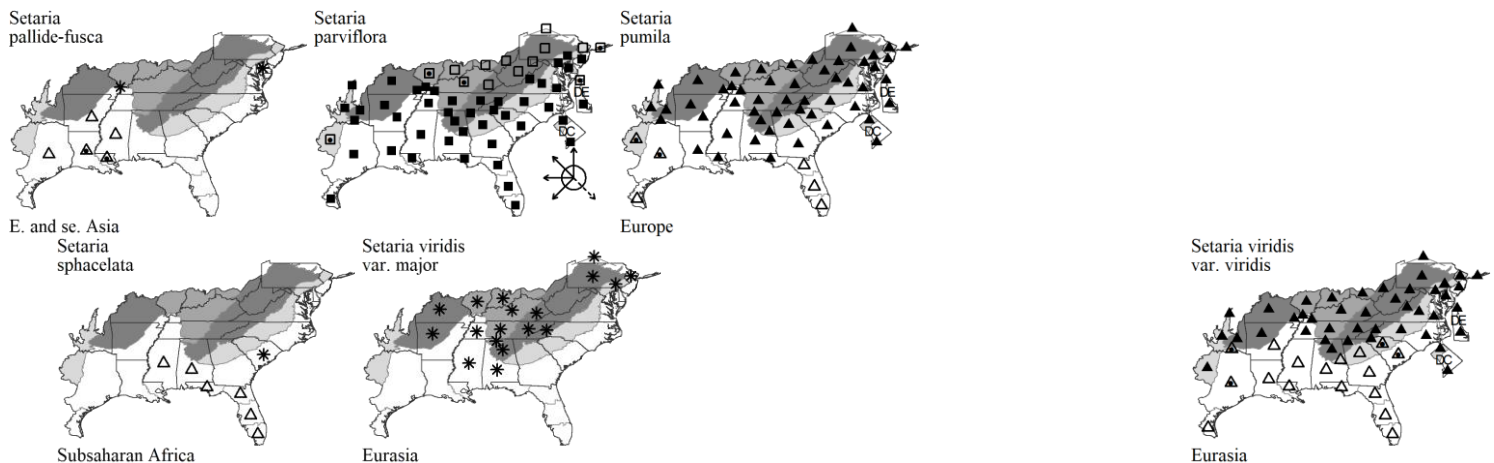 Setaria
pallide-fusca
E. and se. Asia
Setaria
parviflora
DE
DC
Setaria
pumila
DE
DC
Europe
Setaria
sphacelata
Subsaharan Africa
Setaria viridis
var. major
Eurasia
Setaria viridis
var. viridis
DE
DC
Eurasia